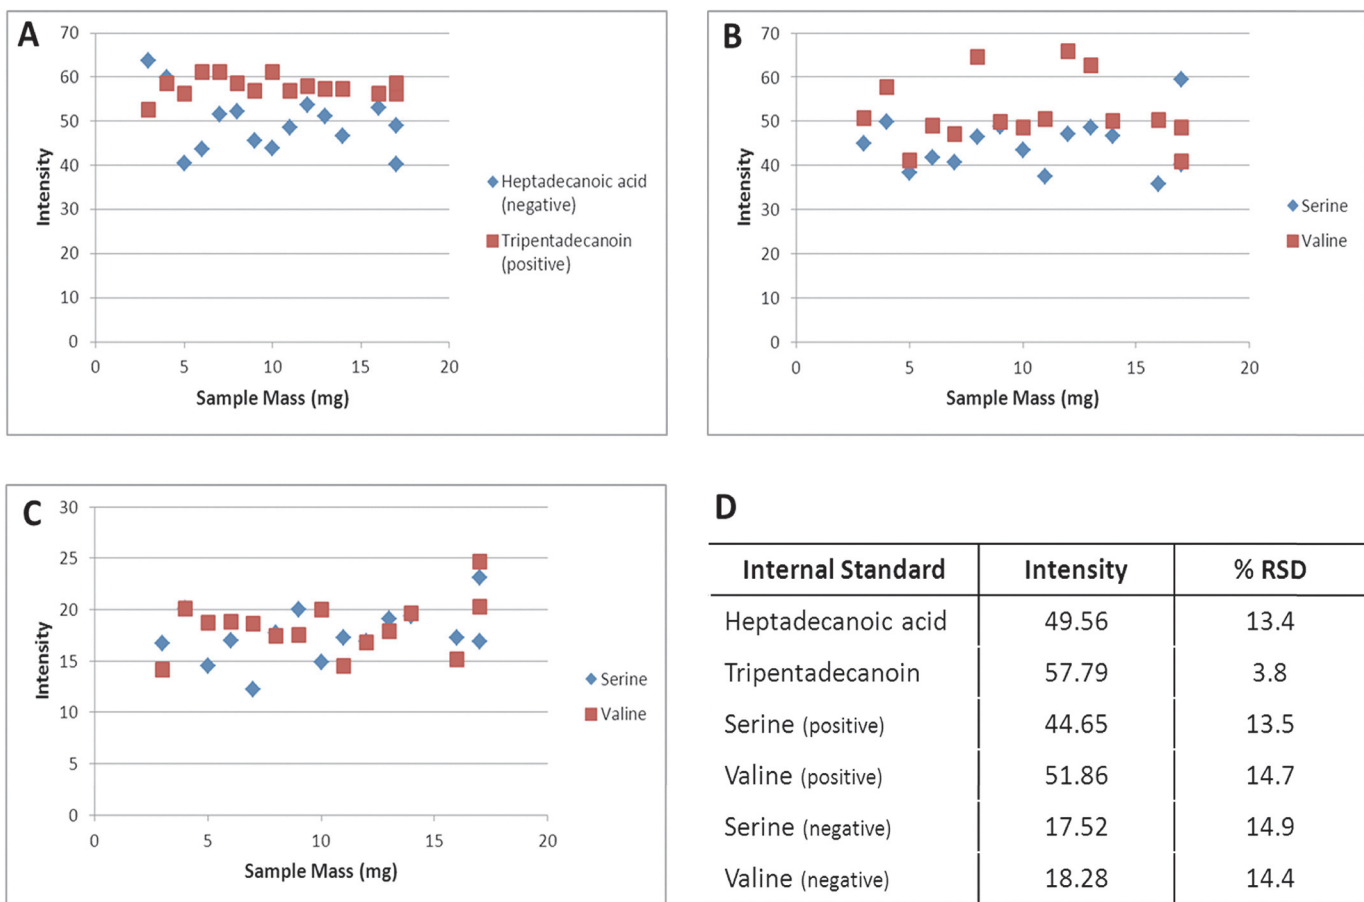 A
70
60
50
40
30
20
10
0
Intensity
0 5 10 15 20
Sample Mass (mg)
Heptadecanoic acid
(negative)
Tripentadecanoin
(positive)
B
70
60
50
40
30
20
10
0
Intensity
0 5 10 15 20
Sample Mass (mg)
Serine
Valine
C
30
25
20
15
10
5
0
Intensity
0 5 10 15 20
Sample Mass (mg)
Serine
Valine
D
Internal Standard Intensity % RSD
Heptadecanoic acid 49.56 13.4
Tripentadecanoin 57.79 3.8
Serine (positive) 44.65 13.5
Valine (positive) 51.86 14.7
Serine (negative) 17.52 14.9
Valine (negative) 18.28 14.4